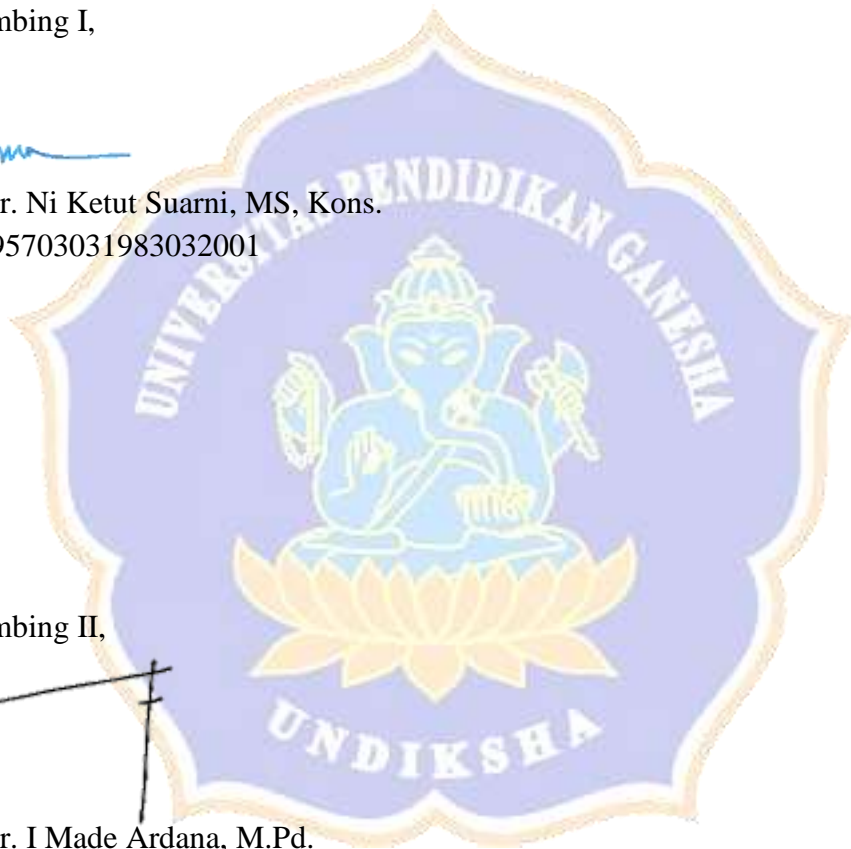 mbing I,
r. Ni Ketut Suarni, MS, Kons.
95703031983032001
UNIVERSITAS PENDIDIKAN GANESHA
mbing II,
UNDIKSHA
r. I Made Ardana, M.Pd.